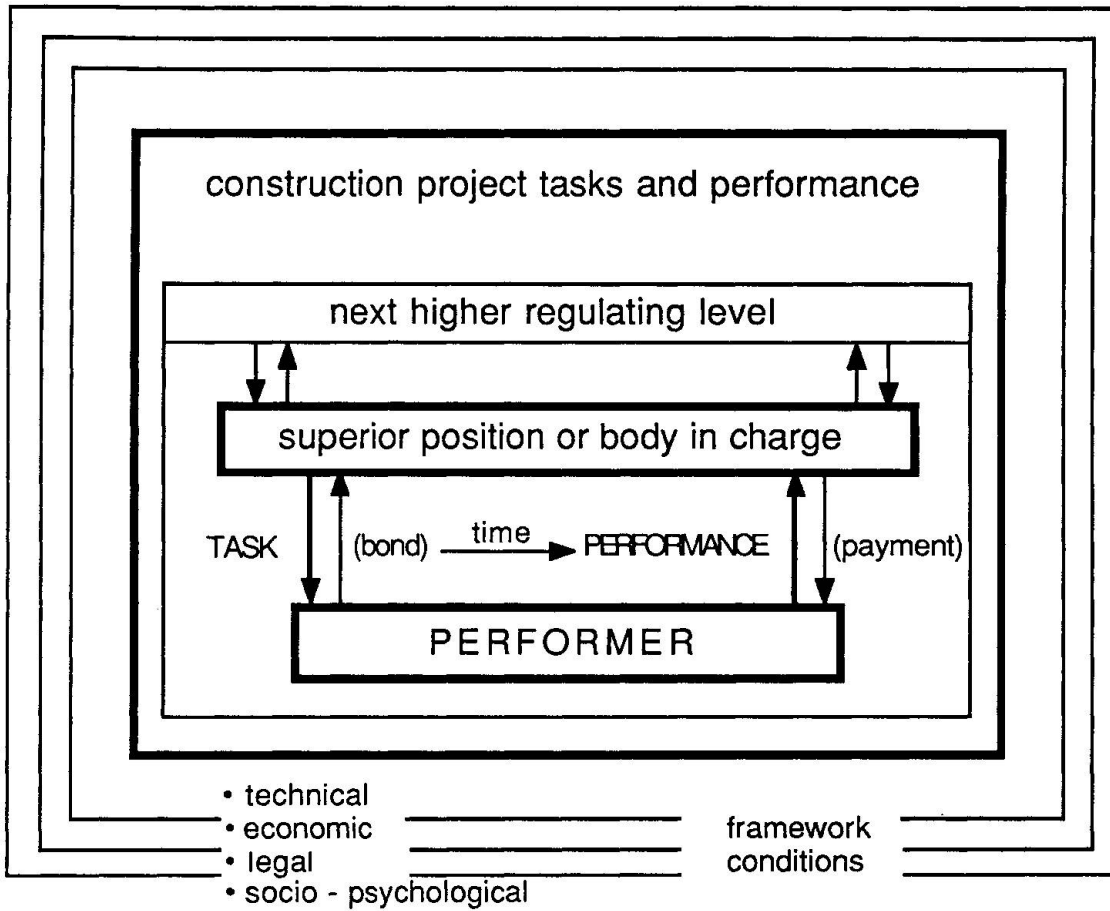 construction project tasks and performance
next higher regulating level
superior position or body in charge
time
TASK (bond) PERFORMANCE (payment)
PERFORMER
• technical
• economic
• legal
• socio - psychological
framework
conditions